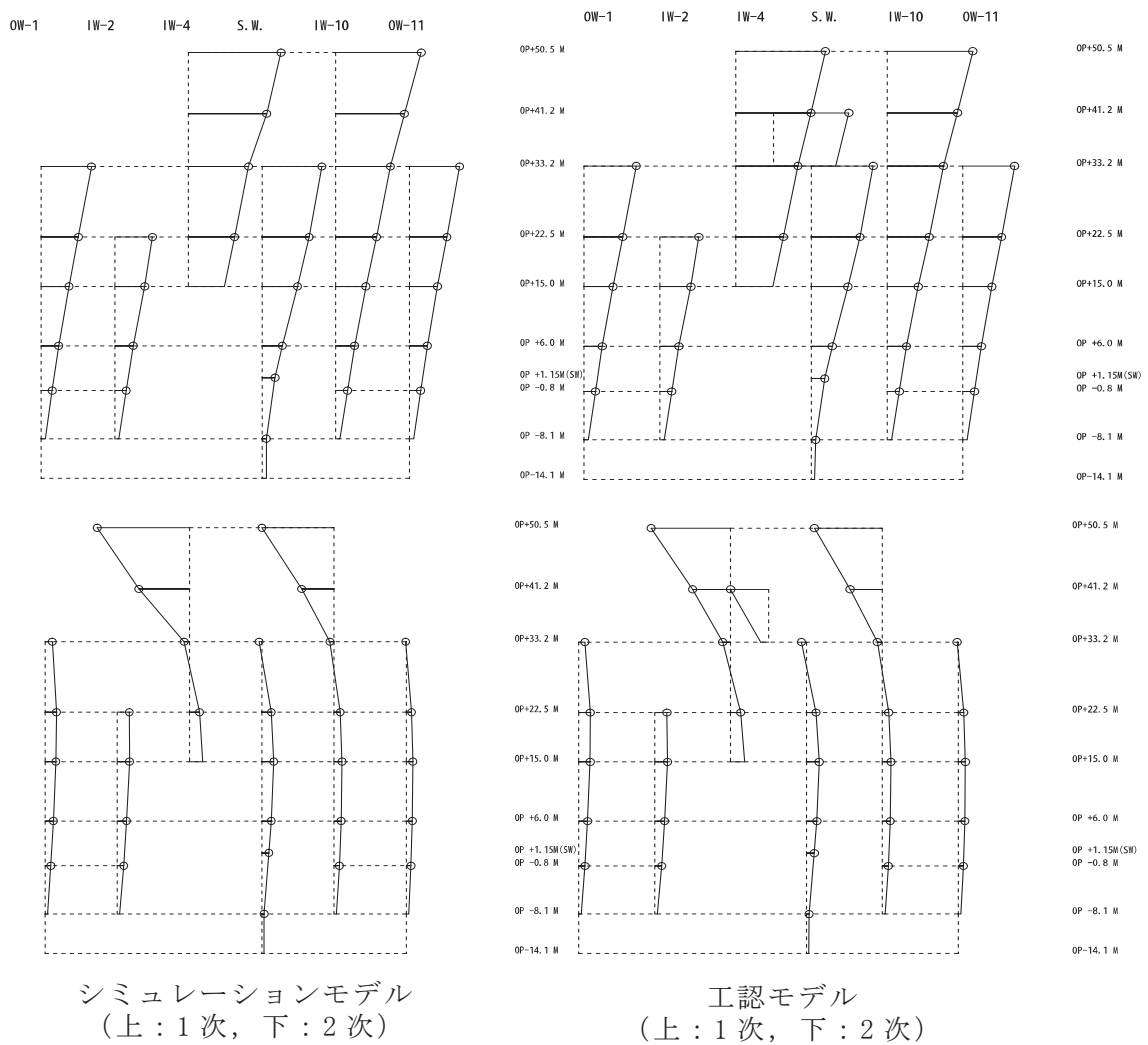 OW-1 IW-2 IW-4 S.W. IW-10 OW-11
OP+50.5 M
OP+41.2 M
OP+33.2 M
OP+22.5 M
OP+15.0 M
OP +6.0 M
OP +1.15M(SW)
OP -0.8 M
OP -8.1 M
OP-14.1 M
OW-1 IW-2 IW-4 S.W. IW-10 OW-11
OP+50.5 M
OP+41.2 M
OP+33.2 M
OP+22.5 M
OP+15.0 M
OP +6.0 M
OP +1.15M(SW)
OP -0.8 M
OP -8.1 M
OP-14.1 M
OP+50.5 M
OP+41.2 M
OP+33.2 M
OP+22.5 M
OP+15.0 M
OP +6.0 M
OP +1.15M(SW)
OP -0.8 M
OP -8.1 M
OP-14.1 M
シミュレーションモデル
(上：1次，下：2次)
OP+50.5 M
OP+41.2 M
OP+33.2 M
OP+22.5 M
OP+15.0 M
OP +6.0 M
OP +1.15M(SW)
OP -0.8 M
OP -8.1 M
OP-14.1 M
工認モデル
(上：1次，下：2次)